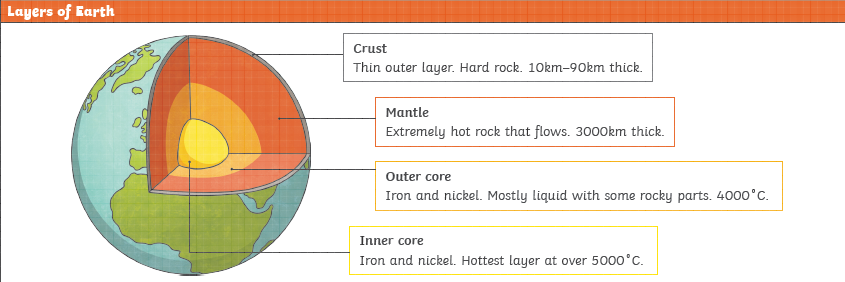 Layers of Earth
Crust
Thin outer layer. Hard rock. 10km–90km thick.
Mantle
Extremely hot rock that flows. 3000km thick.
Outer core
Iron and nickel. Mostly liquid with some rocky parts. 4000°C.
Inner core
Iron and nickel. Hottest layer at over 5000°C.